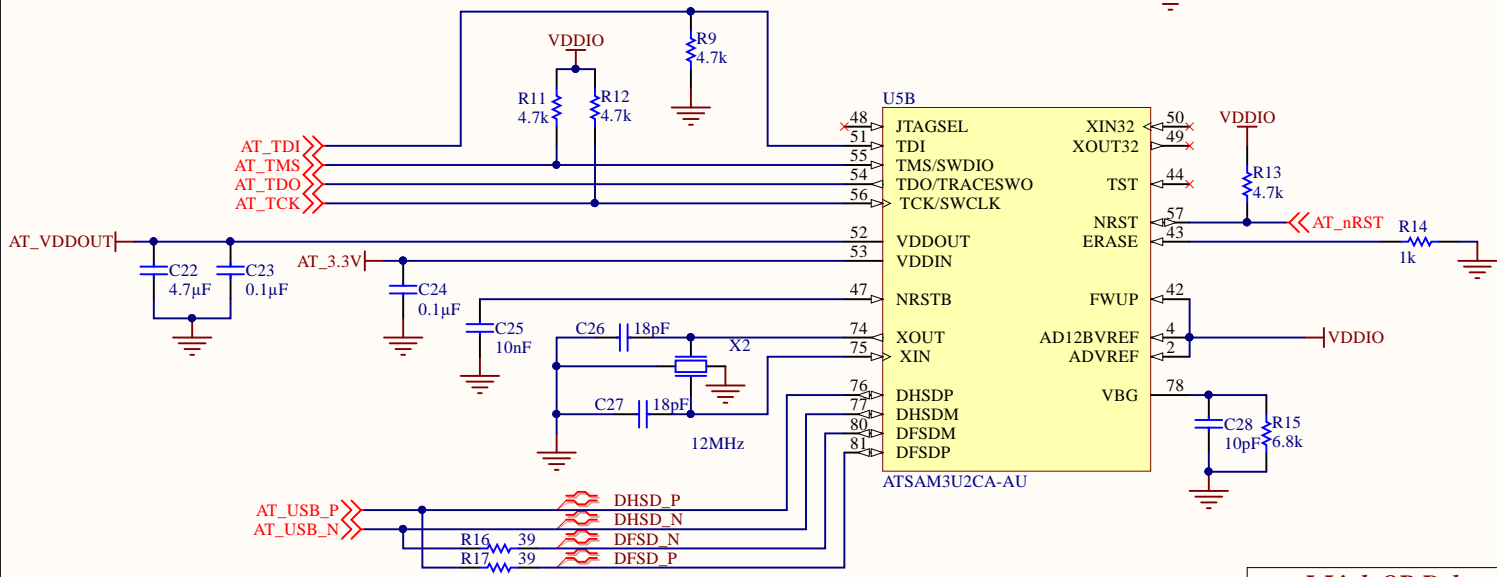 R9
4.7k
VDDIO
R11
4.7k
R12
4.7k
AT_TDI
AT_TMS
AT_TDO
AT_TCK
AT_VDDOUT
C22
4.7µF
C23
0.1µF
AT_3.3V
C24
0.1µF
C25
10nF
C26
18pF
X2
C27
18pF
12MHz
AT_USB_P
AT_USB_N
DHSD_P
DHSD_N
R16
39
DFSD_N
R17
39
DFSD_P
U5B
48
JTAGSEL
51
TDI
55
TMS/SWDIO
54
TDO/TRACESWO
56
TCK/SWCLK
52
VDDOUT
53
VDDIN
47
NRSTB
74
XOUT
75
XIN
76
DHSDP
77
DHSDM
80
DFSDM
81
DFSDP
XIN32
50
XOUT32
49
TST
44
NRST
57
ERASE
43
FWUP
42
AD12BVREF
4
ADVREF
2
VBG
78
ATSAM3U2CA-AU
VDDIO
R13
4.7k
AT_nRST
R14
1k
VDDIO
C28
10pF
R15
6.8k